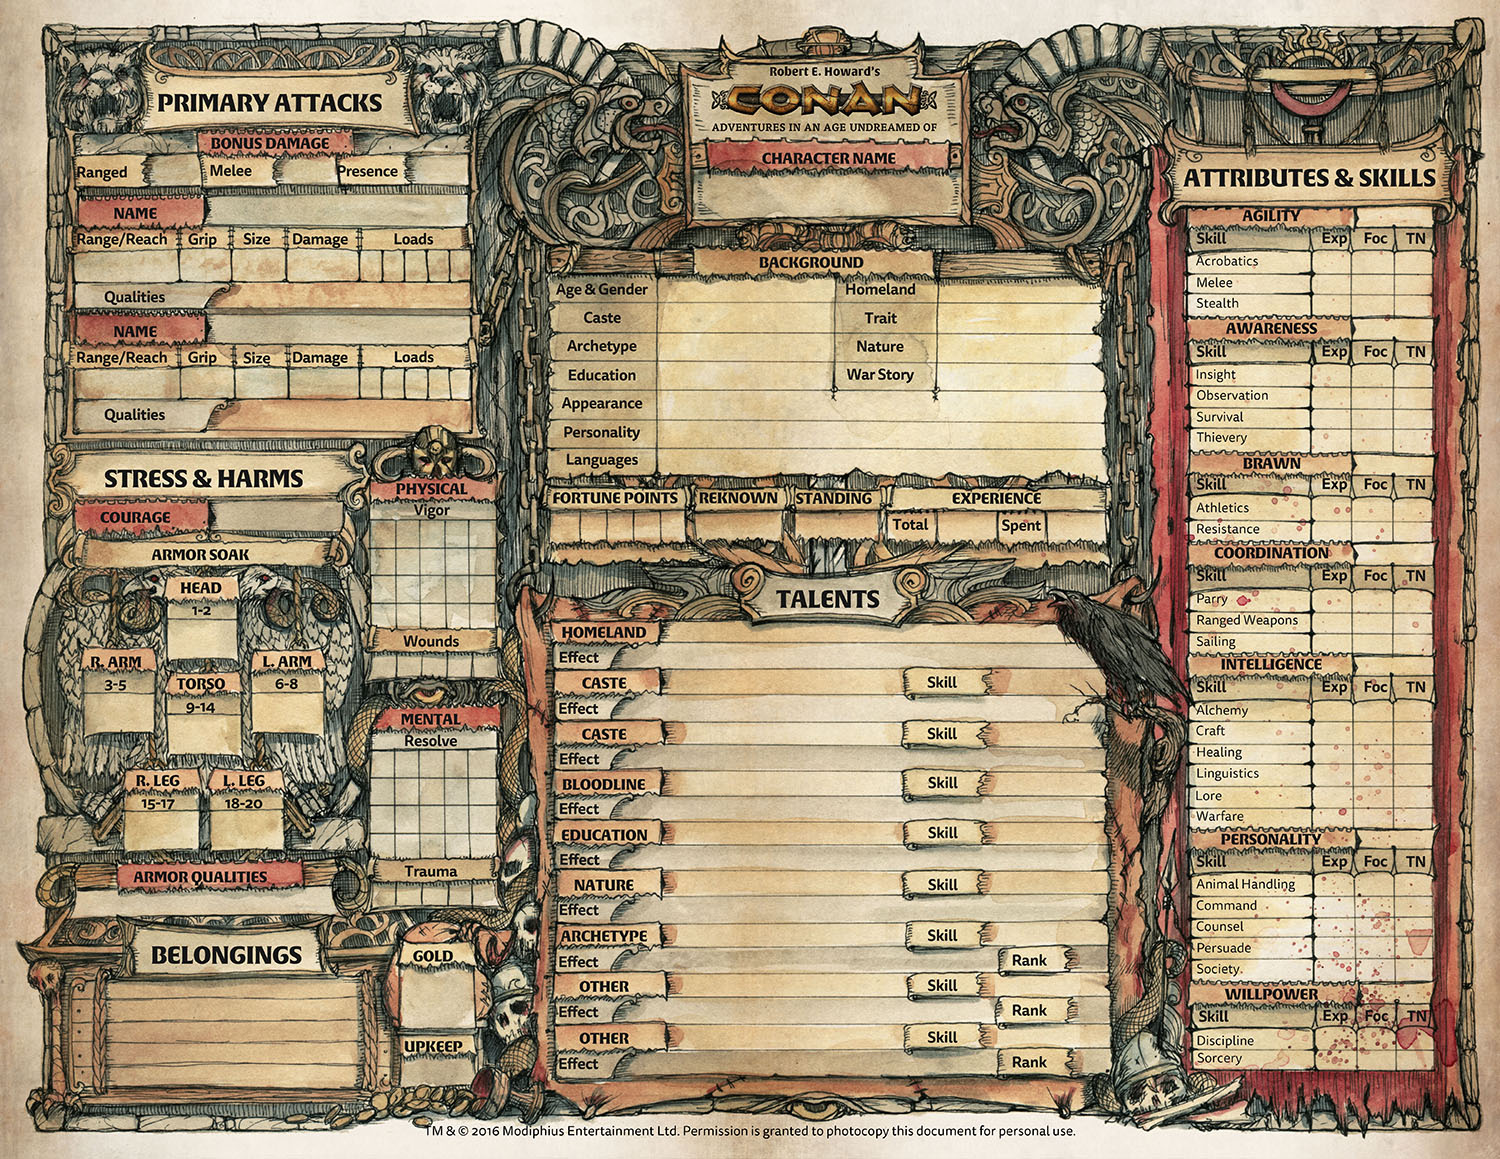 PRIMARY ATTACKS
BONUS DAMAGE
Ranged Melee Presence
NAME
Range/Reach Grip Size Damage Loads
Qualities
NAME
Range/Reach Grip Size Damage Loads
Qualities
STRESS & HARMS
COURAGE
ARMOR SOAK
HEAD
1-2
R. ARM
3-5
TORSO
9-14
L. ARM
6-8
R. LEG
15-17
L. LEG
18-20
ARMOR QUALITIES
PHYSICAL
Vigor
Wounds
MENTAL
Resolve
Trauma
BELONGINGS
GOLD
UPKEEP
Robert E. Howard's
CONAN
ADVENTURES IN AN AGE UNDREAMED OF
CHARACTER NAME
BACKGROUND
Age & Gender Homeland
Caste Trait
Archetype Nature
Education War Story
Appearance
Personality
Languages
FORTUNE POINTS REKNOWN STANDING EXPERIENCE
Total Spent
TALENTS
HOMELAND
Effect
CASTE Skill
Effect
CASTE Skill
Effect
BLOODLINE Skill
Effect
EDUCATION Skill
Effect
NATURE Skill
Effect
ARCHETYPE Skill
Effect Rank
OTHER Skill
Effect Rank
OTHER Skill
Effect Rank
ATTRIBUTES & SKILLS
AGILITY
Skill Exp Foc TN
Acrobatics
Melee
Stealth
AWARENESS
Skill Exp Foc TN
Insight
Observation
Survival
Thievery
BRAWN
Skill Exp Foc TN
Athletics
Resistance
COORDINATION
Skill Exp Foc TN
Parry
Ranged Weapons
Sailing
INTELLIGENCE
Skill Exp Foc TN
Alchemy
Craft
Healing
Linguistics
Lore
Warfare
PERSONALITY
Skill Exp Foc TN
Animal Handling
Command
Counsel
Persuade
Society
WILLPOWER
Skill Exp Foc TN
Discipline
Sorcery
TM & © 2016 Modiphius Entertainment Ltd. Permission is granted to photocopy this document for personal use.